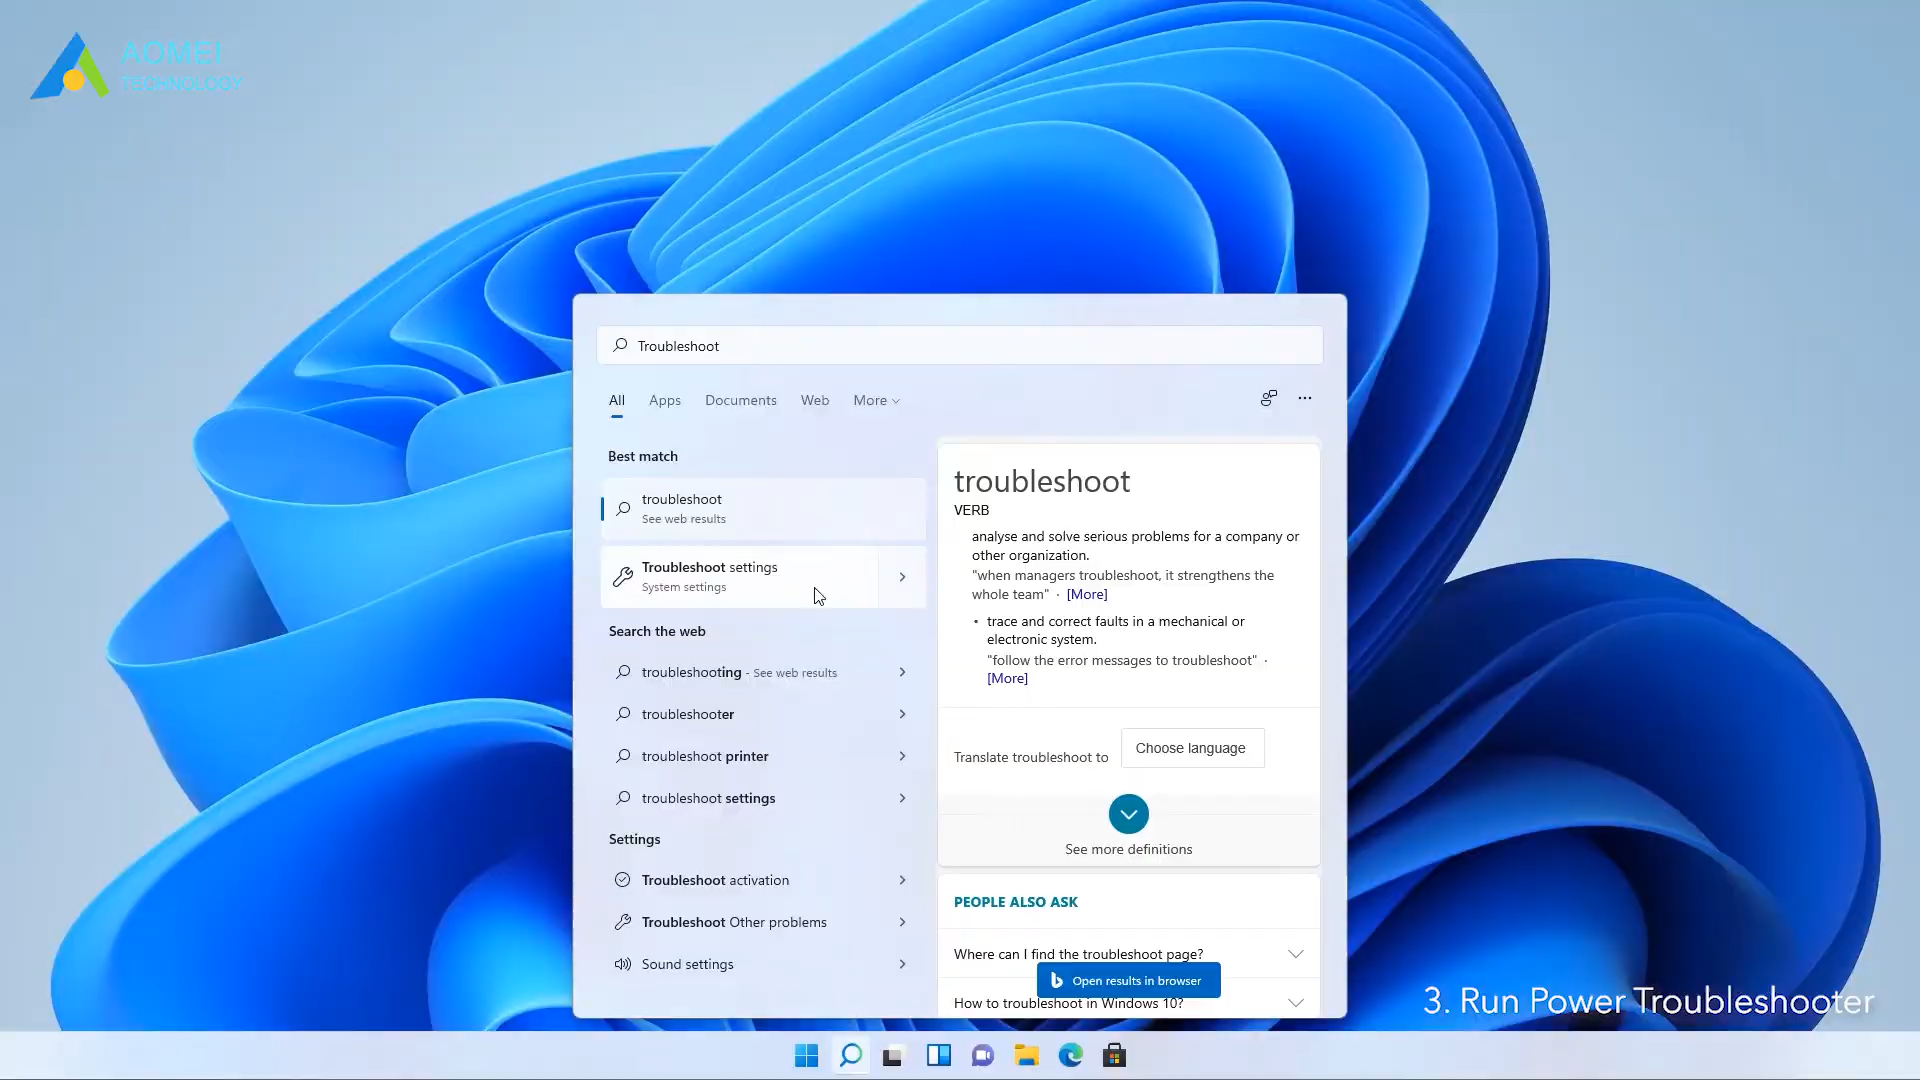 AOMEI
TECHNOLOGY
Troubleshoot
All Apps Documents Web More
Best match
troubleshoot
See web results
Troubleshoot settings
System settings
Search the web
troubleshooting - See web results
troubleshooter
troubleshoot printer
troubleshoot settings
Settings
Troubleshoot activation
Troubleshoot Other problems
Sound settings
troubleshoot
VERB
analyse and solve serious problems for a company or
other organization.
"when managers troubleshoot, it strengthens the
whole team" · [More]
• trace and correct faults in a mechanical or
electronic system.
"follow the error messages to troubleshoot" ·
[More]
Translate troubleshoot to Choose language
See more definitions
PEOPLE ALSO ASK
Where can I find the troubleshoot page?
Open results in browser
How to troubleshoot in Windows 10?
3. Run Power Troubleshooter